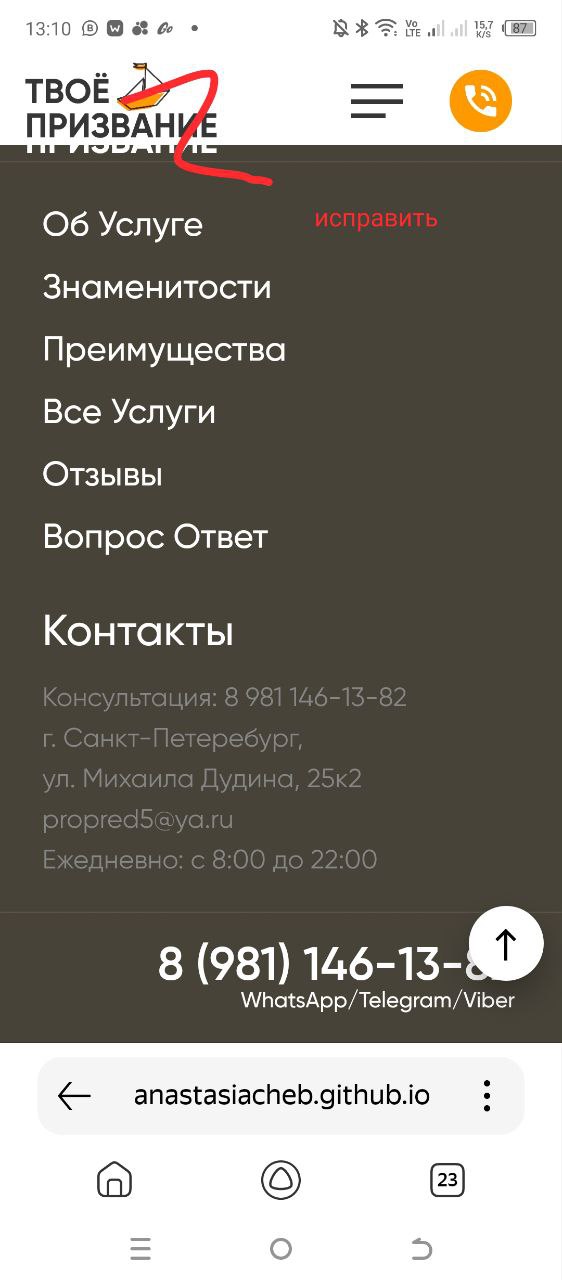 13:10
Vo
LTE
15,7
K/S
87
ТВОЁ
ПРИЗВАНИЕ
ПРИЗВАНИЕ
Об Услуге
исправить
Знаменитости
Преимущества
Все Услуги
Отзывы
Вопрос Ответ
Контакты
Консультация: 8 981 146-13-82
г. Санкт-Петеребург,
ул. Михаила Дудина, 25к2
propred5@ya.ru
Ежедневно: с 8:00 до 22:00
8 (981) 146-13-8
WhatsApp/Telegram/Viber
anastasiacheb.github.io
23